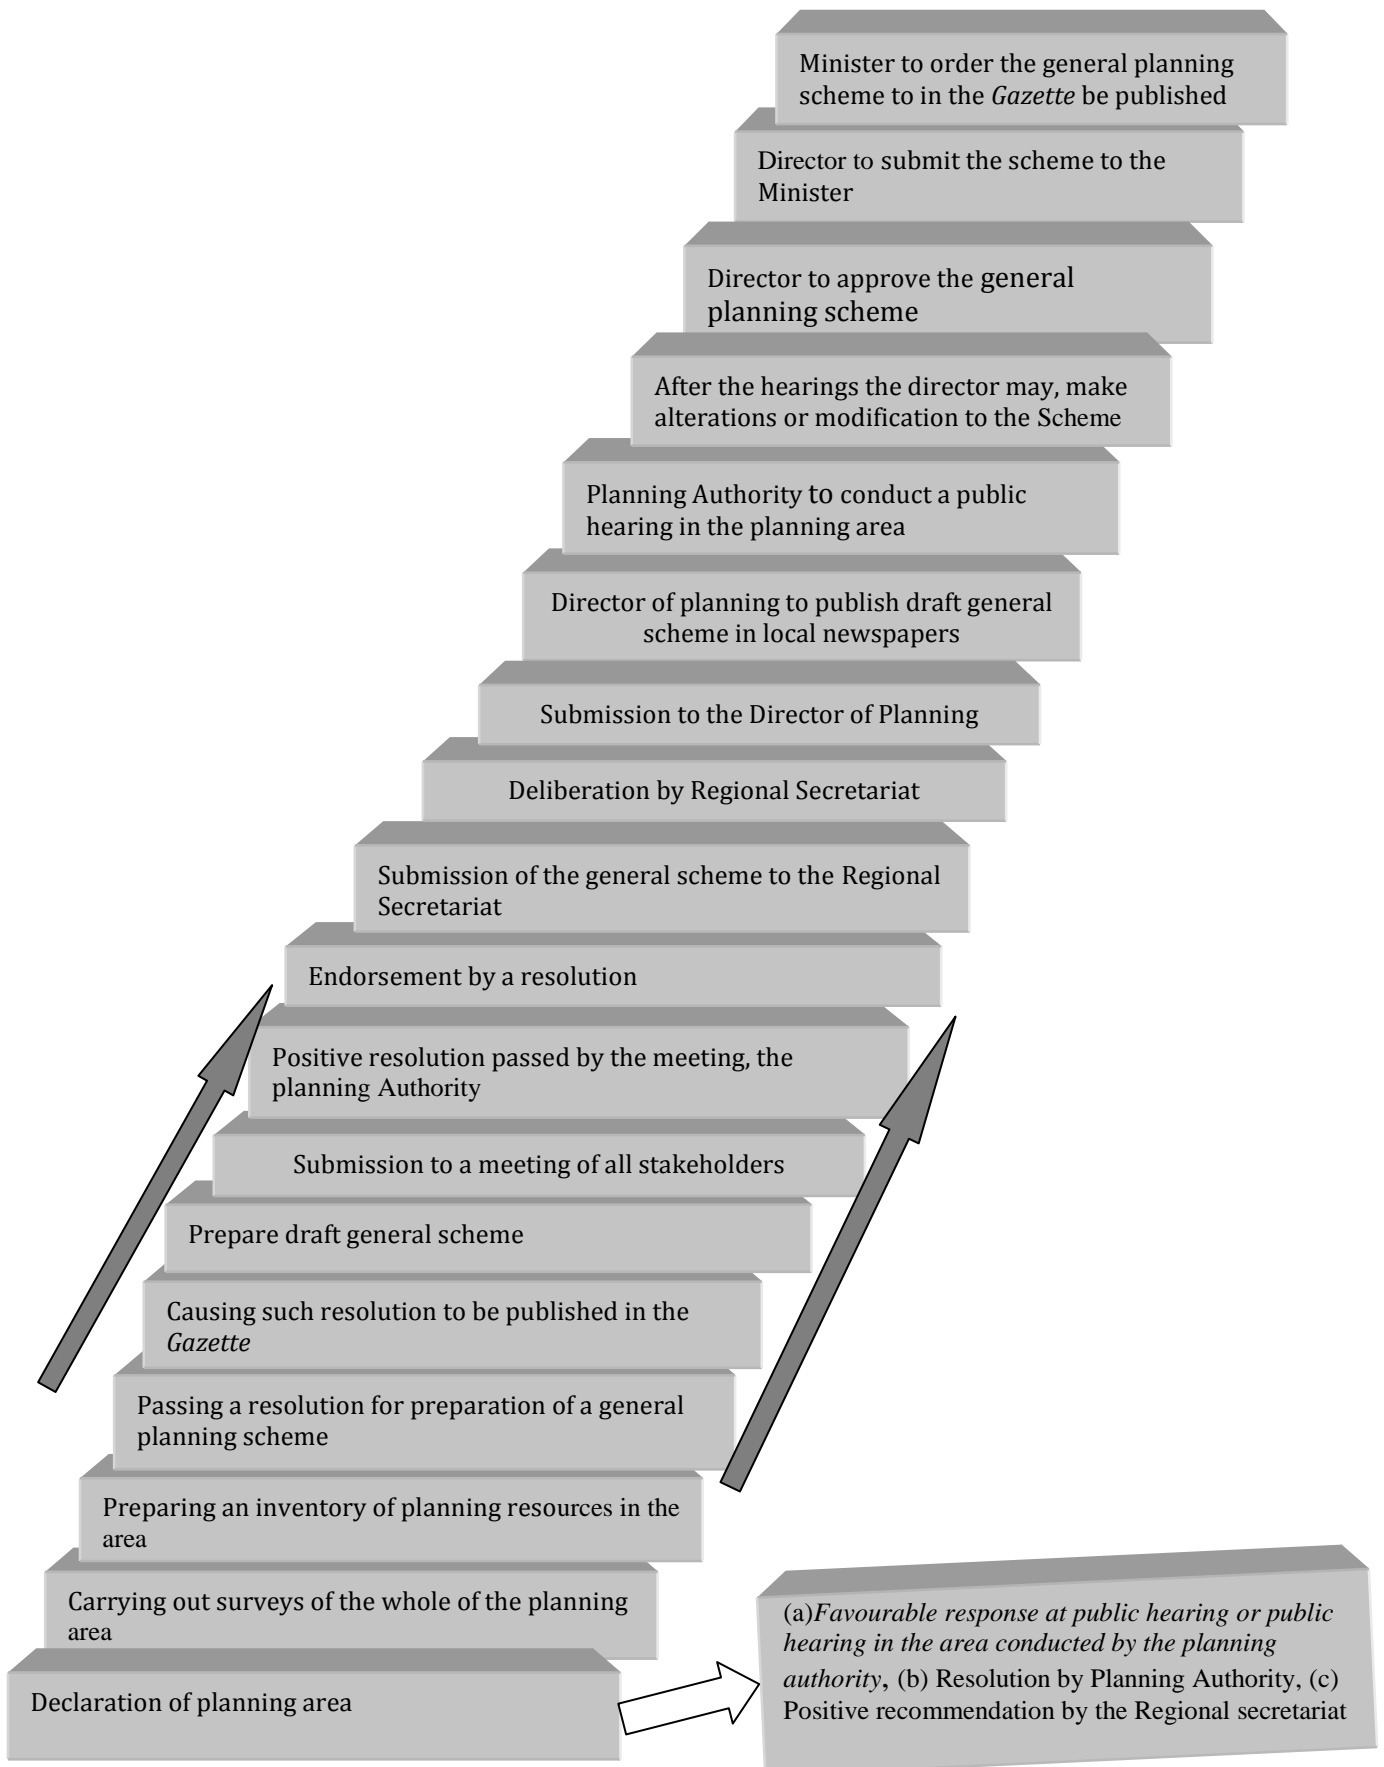 Minister to order the general planning
scheme to in the Gazette be published
Director to submit the scheme to the
Minister
Director to approve the general
planning scheme
After the hearings the director may, make
alterations or modification to the Scheme
Planning Authority to conduct a public
hearing in the planning area
Director of planning to publish draft general
scheme in local newspapers
Submission to the Director of Planning
Deliberation by Regional Secretariat
Submission of the general scheme to the Regional
Secretariat
Endorsement by a resolution
Positive resolution passed by the meeting, the
planning Authority
Submission to a meeting of all stakeholders
Prepare draft general scheme
Causing such resolution to be published in the
Gazette
Passing a resolution for preparation of a general
planning scheme
Preparing an inventory of planning resources in the
area
Carrying out surveys of the whole of the planning
area
Declaration of planning area
(a)Favourable response at public hearing or public
hearing in the area conducted by the planning
authority, (b) Resolution by Planning Authority, (c)
Positive recommendation by the Regional secretariat